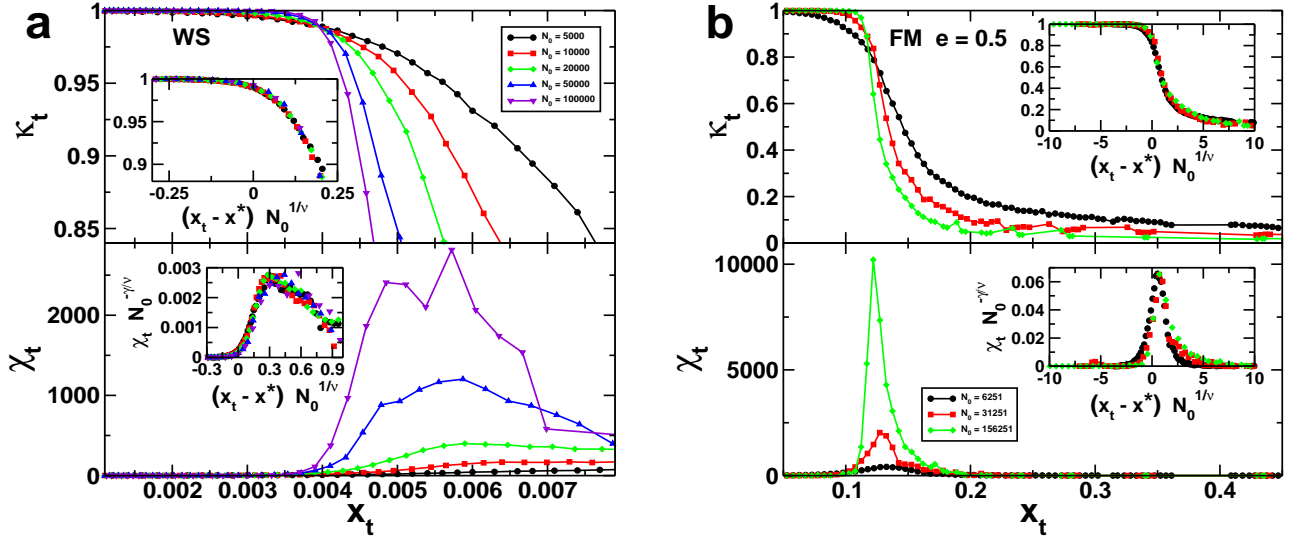 a
WS
N₀ = 5000
N₀ = 10000
N₀ = 20000
N₀ = 50000
N₀ = 100000
1
0.95
0.9
0.85
κt
1
0.95
0.9
-0.25 0 0.25
(xt - x*) N₀^1/ν
2000
1000
0
χt
0.003
0.002
0.001
0
χt N₀^-γ/ν
-0.3 0 0.3 0.6 0.9
(xt - x*) N₀^1/ν
0.002 0.003 0.004 0.005 0.006 0.007
xt
b
FM e = 0.5
1
0.8
0.6
0.4
0.2
0
κt
1
0.8
0.6
0.4
0.2
0
-10 -5 0 5 10
(xt - x*) N₀^1/ν
10000
5000
0
χt
0.06
0.04
0.02
0
χt N₀^-γ/ν
-10 -5 0 5 10
(xt - x*) N₀^1/ν
N₀ = 6251
N₀ = 31251
N₀ = 156251
0.1 0.2 0.3 0.4
xt